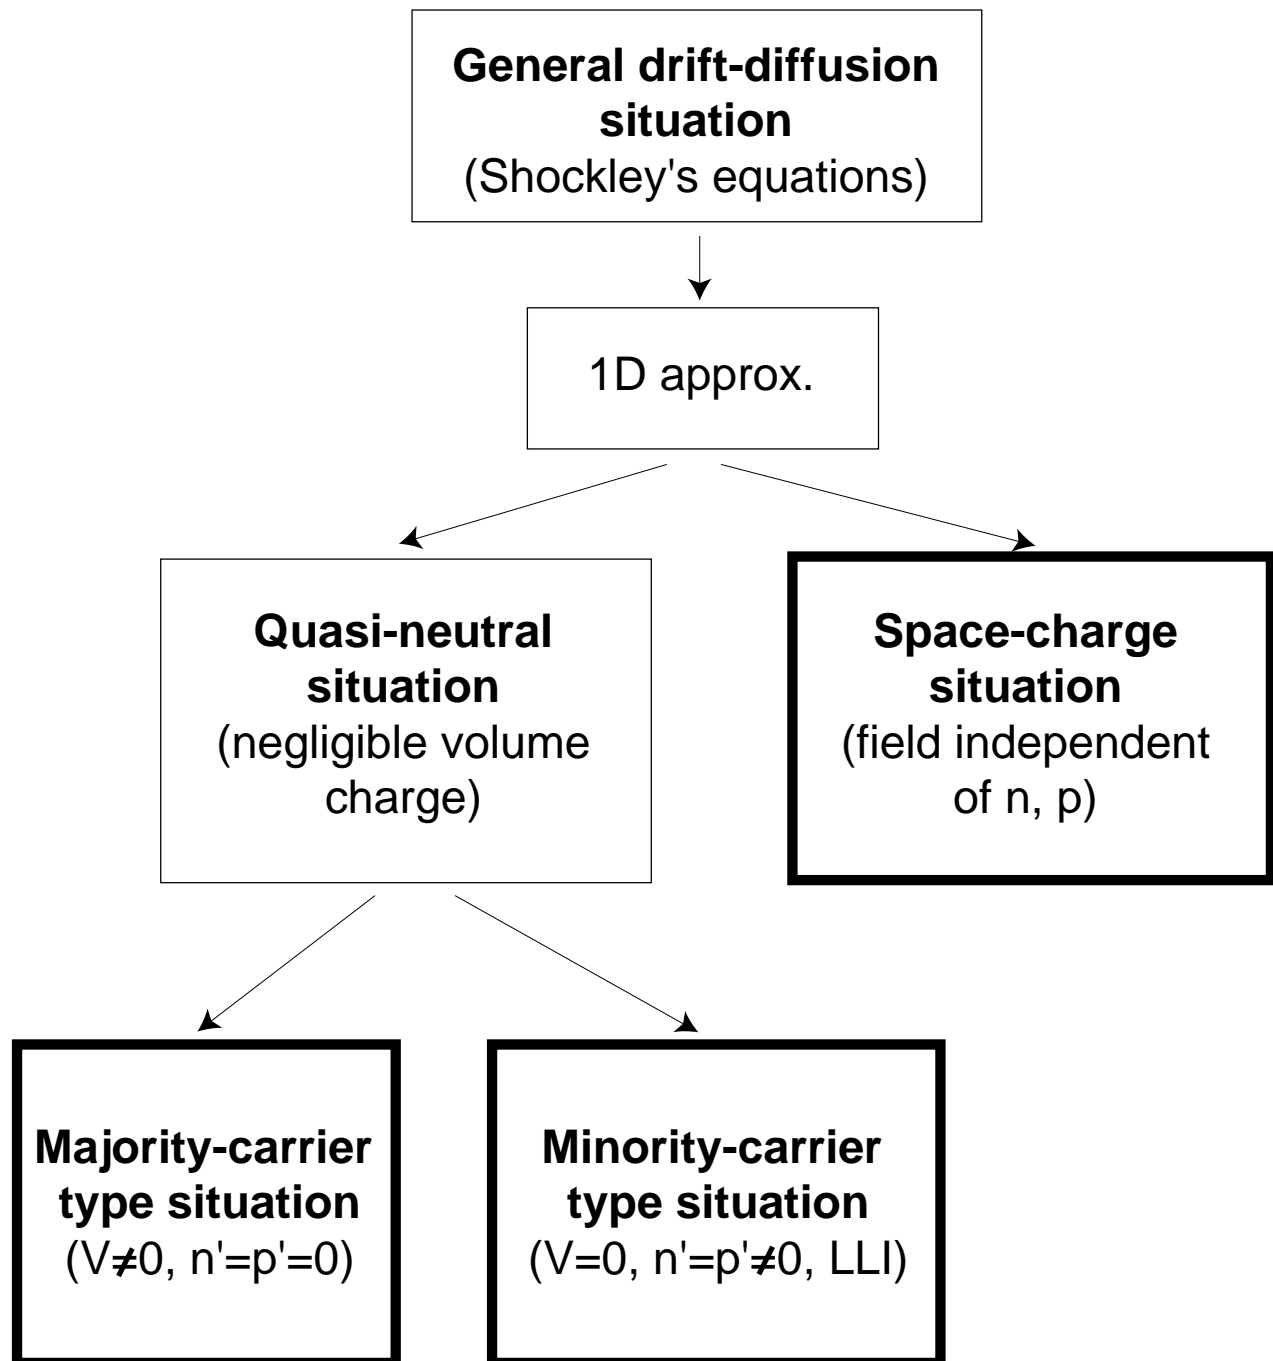 General drift-diffusion
situation
(Shockley's equations)
1D approx.
Quasi-neutral
situation
(negligible volume
charge)
Space-charge
situation
(field independent
of n, p)
Majority-carrier
type situation
(V≠0, n'=p'=0)
Minority-carrier
type situation
(V=0, n'=p'≠0, LLI)